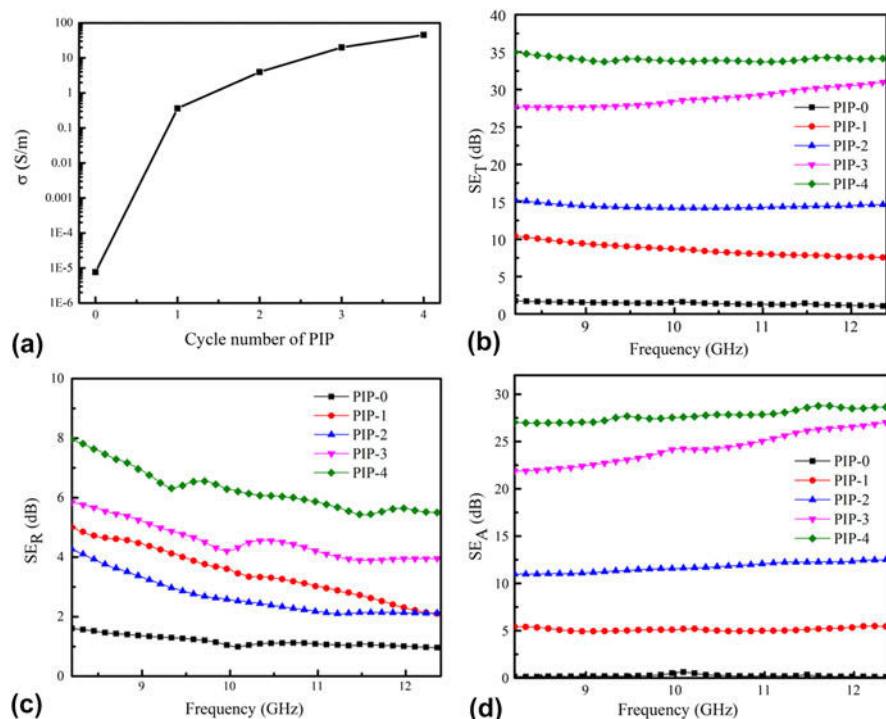 100
10
1
0.1
0.01
0.001
1E-4
1E-5
1E-6
σ (S/m)
0 1 2 3 4
Cycle number of PIP
(a)
40
35
30
25
20
15
10
5
0
SE_T (dB)
PIP-0
PIP-1
PIP-2
PIP-3
PIP-4
9 10 11 12
Frequency (GHz)
(b)
10
8
6
4
2
0
SE_R (dB)
PIP-0
PIP-1
PIP-2
PIP-3
PIP-4
9 10 11 12
Frequency (GHz)
(c)
30
25
20
15
10
5
0
SE_A (dB)
PIP-0
PIP-1
PIP-2
PIP-3
PIP-4
9 10 11 12
Frequency (GHz)
(d)